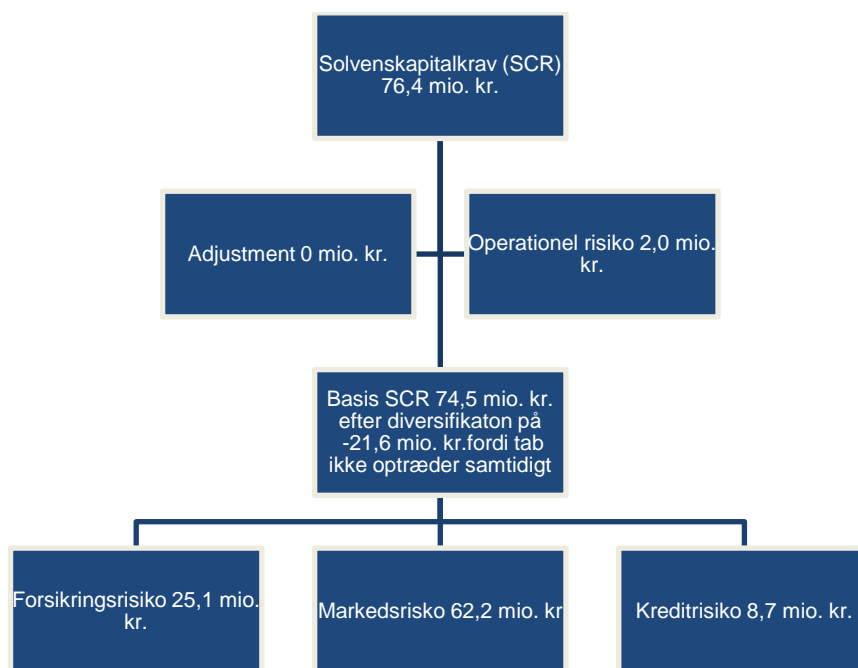 Solvenskapitalkrav (SCR)
76,4 mio. kr.
Adjustment 0 mio. kr.
Operationel risiko 2,0 mio.
kr.
Basis SCR 74,5 mio. kr.
efter diversifikaton på
-21,6 mio. kr.fordi tab
ikke optræder samtidigt
Forsikringsrisiko 25,1 mio.
kr.
Markedsrisko 62,2 mio. kr
Kreditrisiko 8,7 mio. kr.